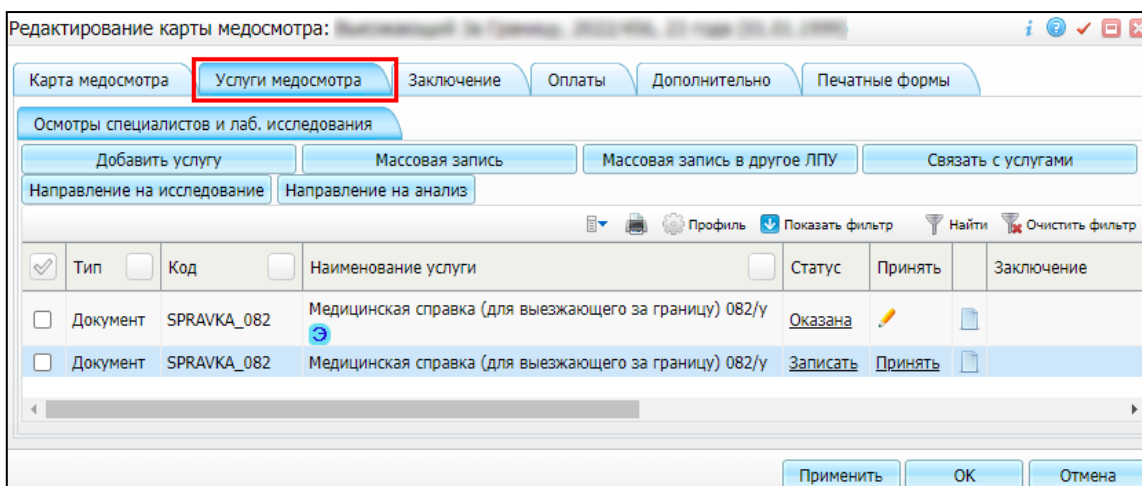 Редактирование карты медосмотра:
Карта медосмотра Услуги медосмотра Заключение Оплаты Дополнительно Печатные формы
Осмотры специалистов и лаб. исследования
Добавить услугу Массовая запись Массовая запись в другое ЛПУ Связать с услугами
Направление на исследование Направление на анализ
Профиль Показать фильтр Найти Очистить фильтр
Тип Код Наименование услуги Статус Принять Заключение
Документ SPRAVKA_082 Медицинская справка (для выезжающего за границу) 082/у Оказана
Э
Документ SPRAVKA_082 Медицинская справка (для выезжающего за границу) 082/у Записать Принять
Применить ОК Отмена